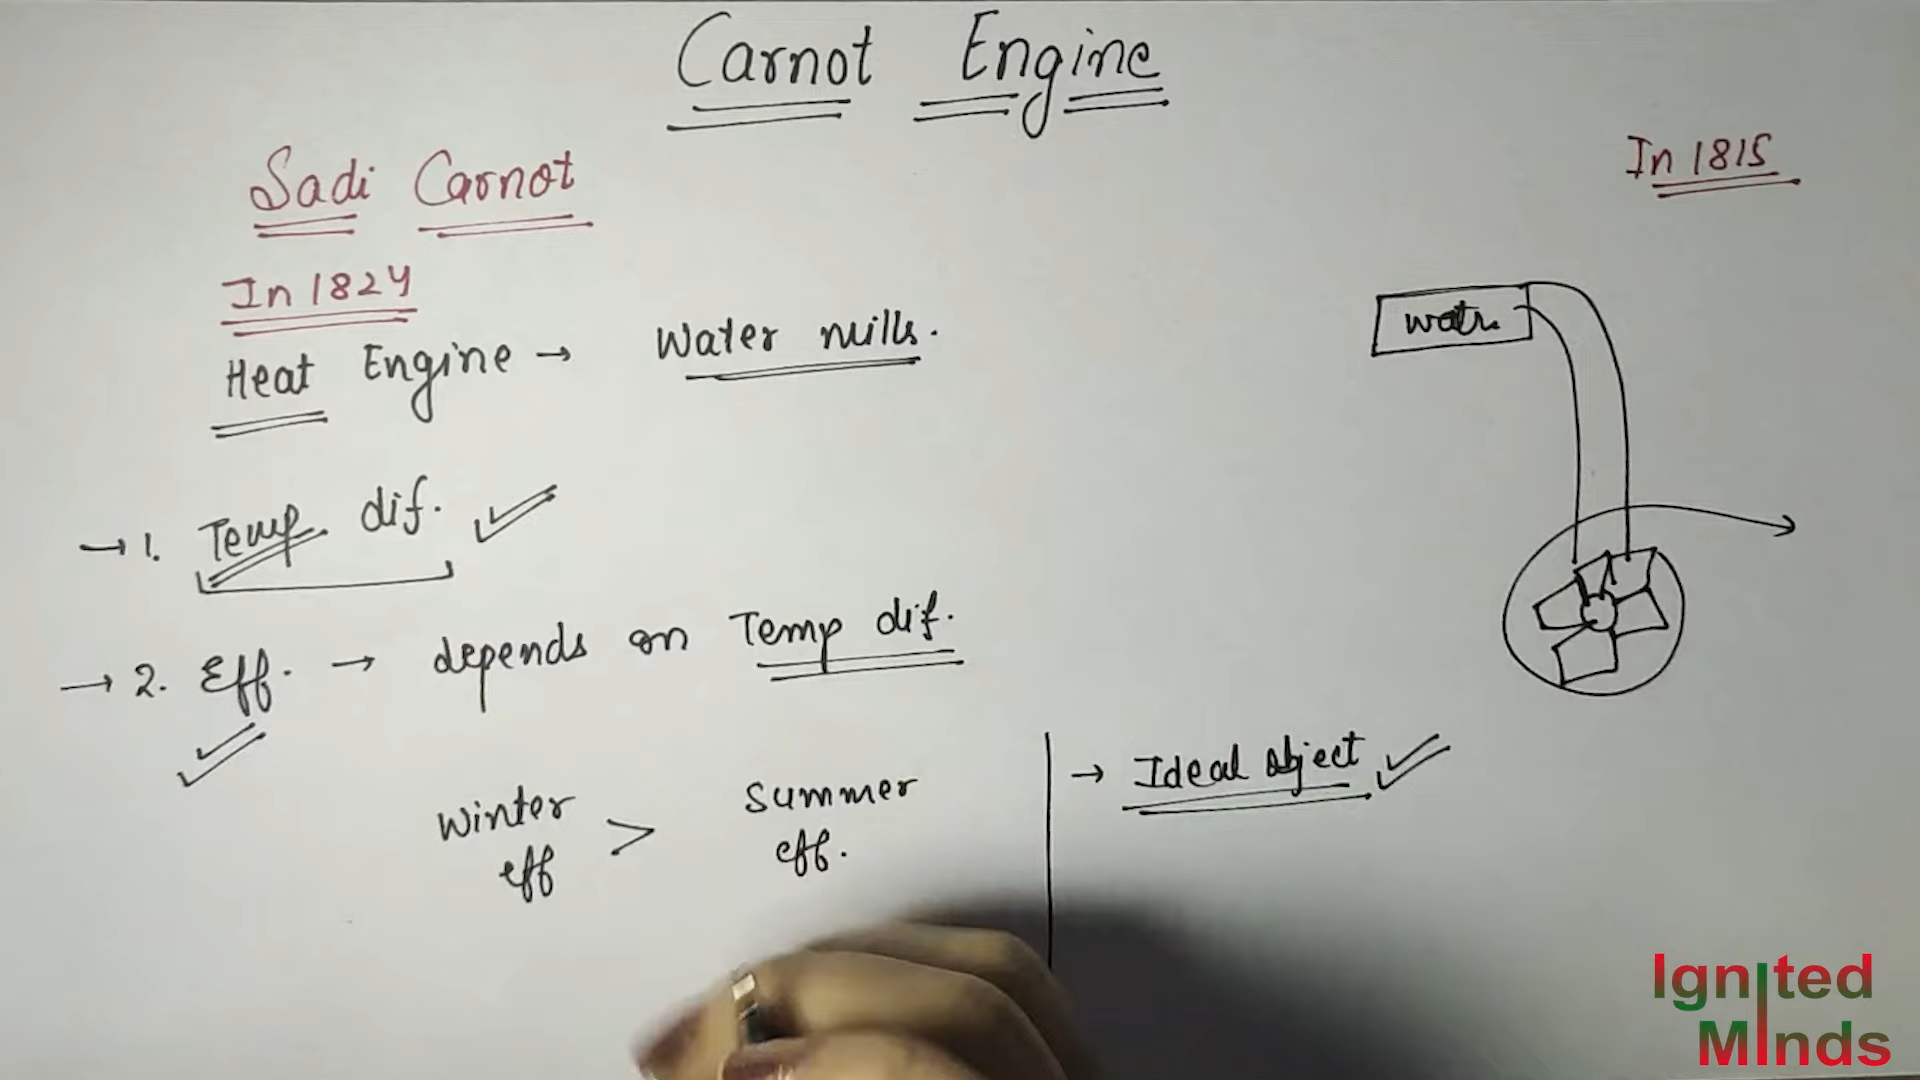 Carnot Engine
Sadi Carnot
In 1815
In 1824
Heat Engine → Water mills.
→ 1. Temp. dif.
→ 2. Eff. → depends on Temp dif.
Winter eff > Summer eff.
→ Ideal object
Ignited
Minds